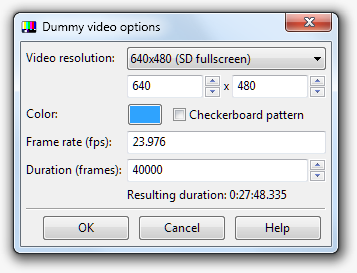 Dummy video options
Video resolution: 640x480 (SD fullscreen)
640 x 480
Color: Checkerboard pattern
Frame rate (fps): 23.976
Duration (frames): 40000
Resulting duration: 0:27:48.335
OK Cancel Help